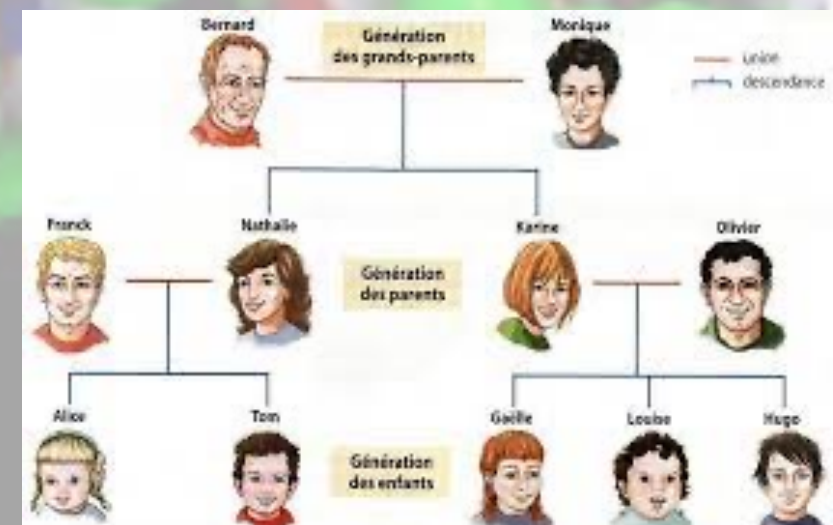 Bernard
Génération
des grands-parents
Monique
union
descendance
Franck
Nathalie
Karine
Olivier
Génération
des parents
Alice
Tom
Gaëlle
Louise
Hugo
Génération
des enfants